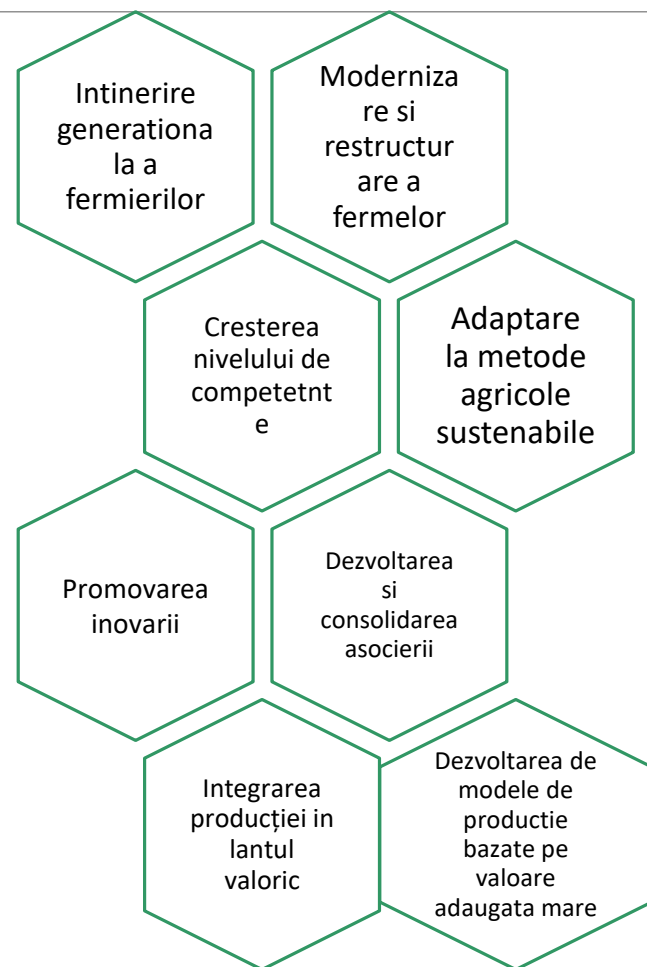 Intinerire
generationa
la a
fermierilor
Moderniza
re si
restructur
are a
fermelor
Cresterea
nivelului de
competetnt
e
Adaptare
la metode
agricole
sustenabile
Promovarea
inovarii
Dezvoltarea
si
consolidarea
asocierii
Integrarea
producției in
lantul
valoric
Dezvoltarea de
modele de
productie
bazate pe
valoare
adaugata mare